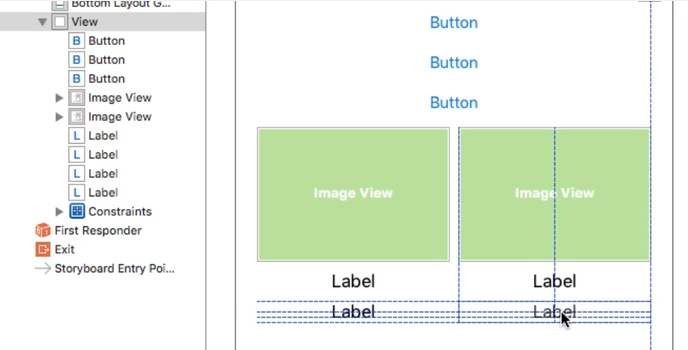 Bottom Layout G...
View
B Button
B Button
B Button
Image View
Image View
L Label
L Label
L Label
L Label
Constraints
First Responder
Exit
Storyboard Entry Poi...
Button
Button
Button
Image View Image View
Label Label
Label Label